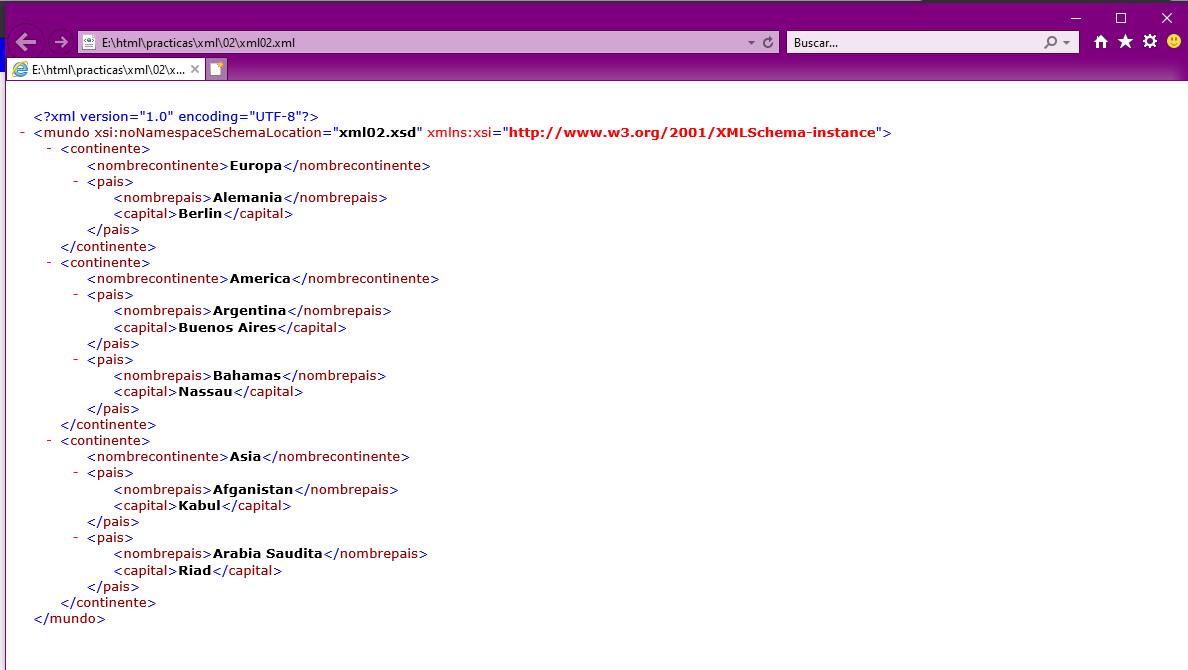 E:\html\practicas\xml\02\xml02.xml
Buscar...
E:\html\practicas\xml\02\x...
<?xml version="1.0" encoding="UTF-8"?>
- <mundo xsi:noNamespaceSchemaLocation="xml02.xsd" xmlns:xsi="http://www.w3.org/2001/XMLSchema-instance">
- <continente>
<nombrecontinente>Europa</nombrecontinente>
- <pais>
<nombrepais>Alemania</nombrepais>
<capital>Berlin</capital>
</pais>
</continente>
- <continente>
<nombrecontinente>America</nombrecontinente>
- <pais>
<nombrepais>Argentina</nombrepais>
<capital>Buenos Aires</capital>
</pais>
- <pais>
<nombrepais>Bahamas</nombrepais>
<capital>Nassau</capital>
</pais>
</continente>
- <continente>
<nombrecontinente>Asia</nombrecontinente>
- <pais>
<nombrepais>Afganistan</nombrepais>
<capital>Kabul</capital>
</pais>
- <pais>
<nombrepais>Arabia Saudita</nombrepais>
<capital>Riad</capital>
</pais>
</continente>
</mundo>